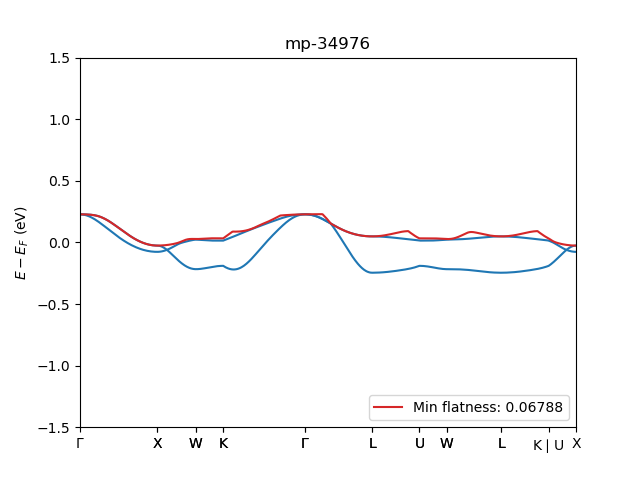 mp-34976
1.5
1.0
0.5
0.0
−0.5
−1.0
−1.5
E − E_F (eV)
Min flatness: 0.06788
Γ X W K Γ L U W L K | U X